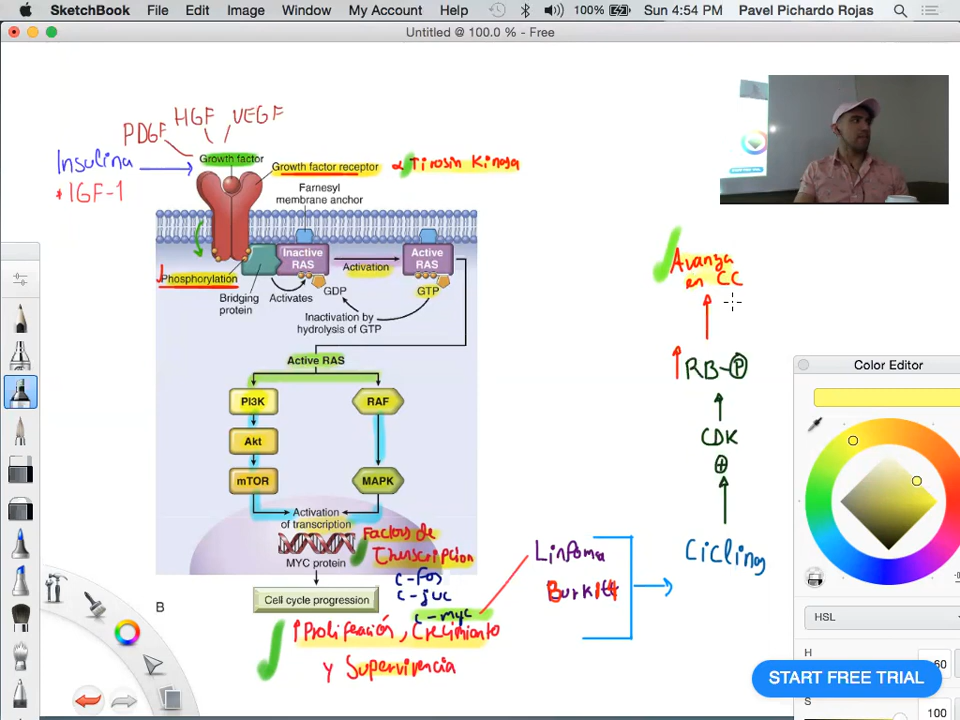 SketchBook File Edit Image Window My Account Help 100% Sun 4:54 PM Pavel Pichardo Rojas
Untitled @ 100.0 % - Free
PDGF HGF VEGF
Insulina
* IGF-1
Growth factor
Growth factor receptor
α Tirosin Kinasa
Farnesyl
membrane anchor
Inactive
RAS
Active
RAS
Activation
Phosphorylation
Bridging
protein
Activates
GDP
GTP
Inactivation by
hydrolysis of GTP
Active RAS
PI3K
RAF
Akt
mTOR
MAPK
Activation
of transcription
MYC protein
Factors de
Transcripcion
c-Fos
c-Juc
c-myc
Cell cycle progression
B
↑Proliferación, Crecimiento
y Supervivencia
Linfoma
Burkitt
Avanza
en CC
↑RB-P
CDK
+
Ciclina
Color Editor
HSL
H
60
S
100
START FREE TRIAL